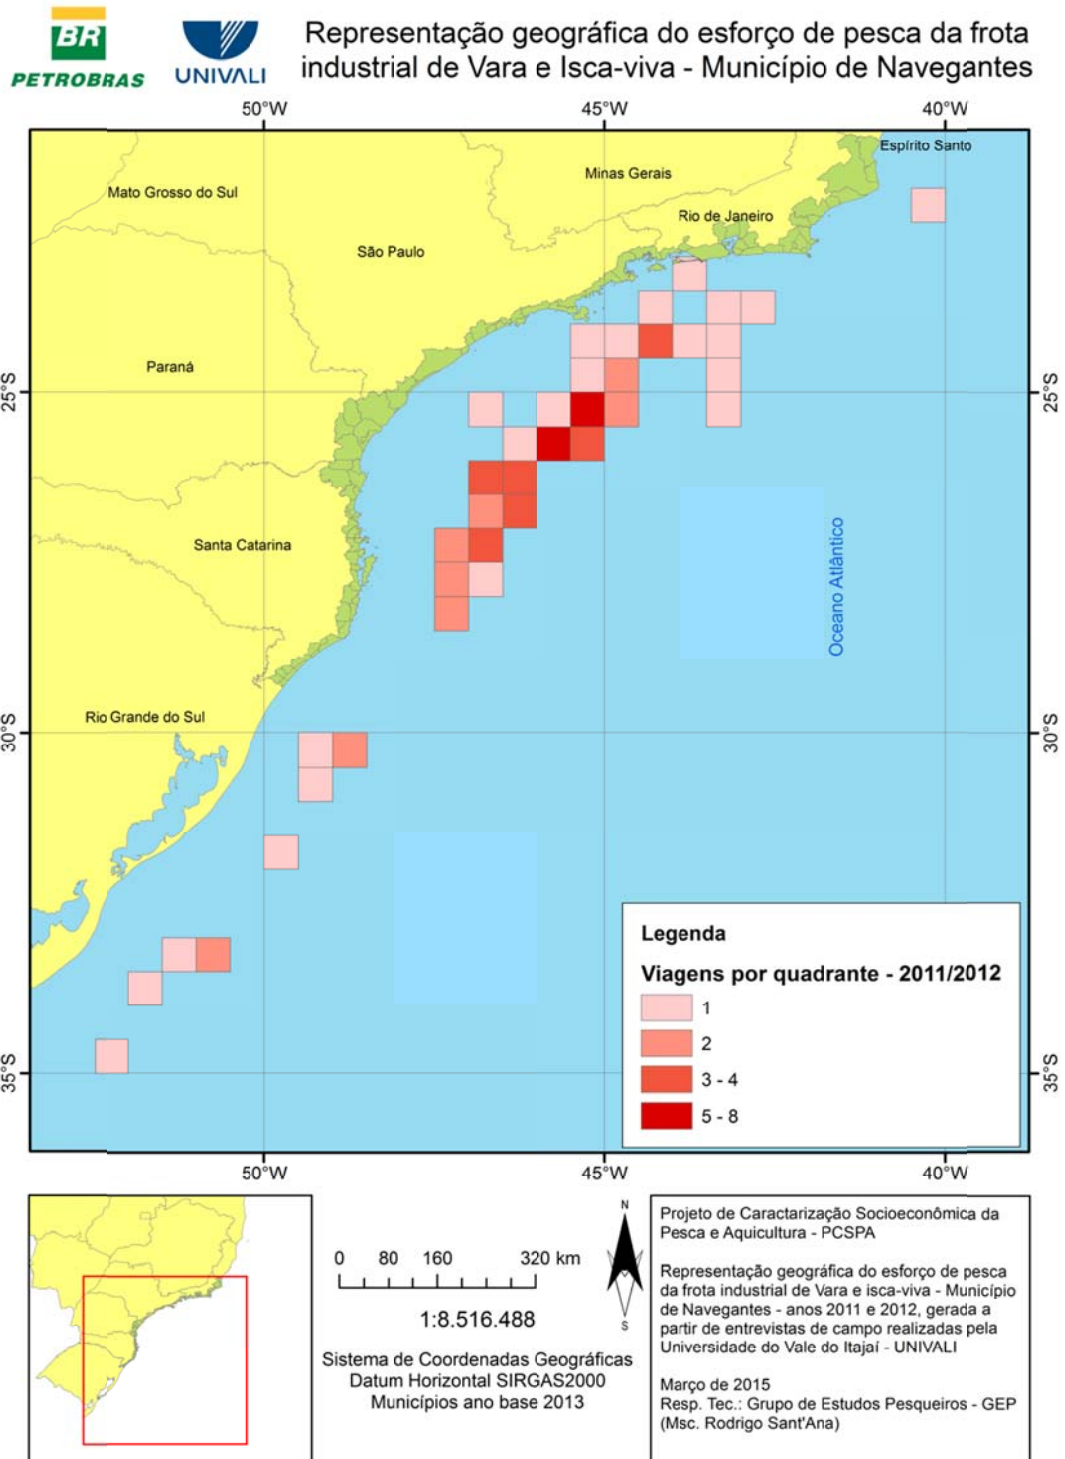 BR
PETROBRAS
UNIVALI
Representação geográfica do esforço de pesca da frota
industrial de Vara e Isca-viva - Município de Navegantes
50°W
45°W
40°W
Espírito Santo
Minas Gerais
Mato Grosso do Sul
Rio de Janeiro
São Paulo
Paraná
25°S
25°S
Santa Catarina
Oceano Atlântico
Rio Grande do Sul
30°S
30°S
Legenda
Viagens por quadrante - 2011/2012
1
2
3 - 4
5 - 8
35°S
35°S
50°W
45°W
40°W
0 80 160 320 km
1:8.516.488
Sistema de Coordenadas Geográficas
Datum Horizontal SIRGAS2000
Municípios ano base 2013
N
S
Projeto de Caractarização Socioeconômica da
Pesca e Aquicultura - PCSPA
Representação geográfica do esforço de pesca
da frota industrial de Vara e isca-viva - Município
de Navegantes - anos 2011 e 2012, gerada a
partir de entrevistas de campo realizadas pela
Universidade do Vale do Itajaí - UNIVALI
Março de 2015
Resp. Tec.: Grupo de Estudos Pesqueiros - GEP
(Msc. Rodrigo Sant'Ana)